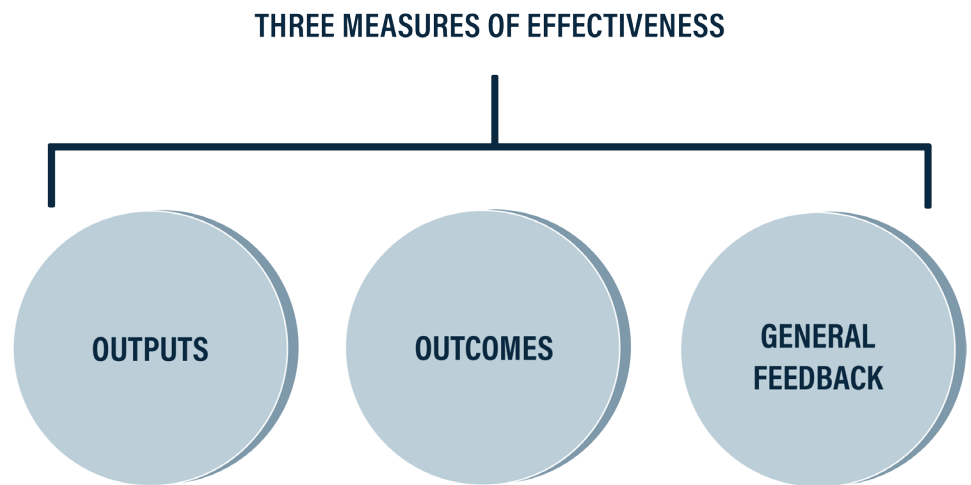 THREE MEASURES OF EFFECTIVENESS
OUTPUTS
OUTCOMES
GENERAL
FEEDBACK